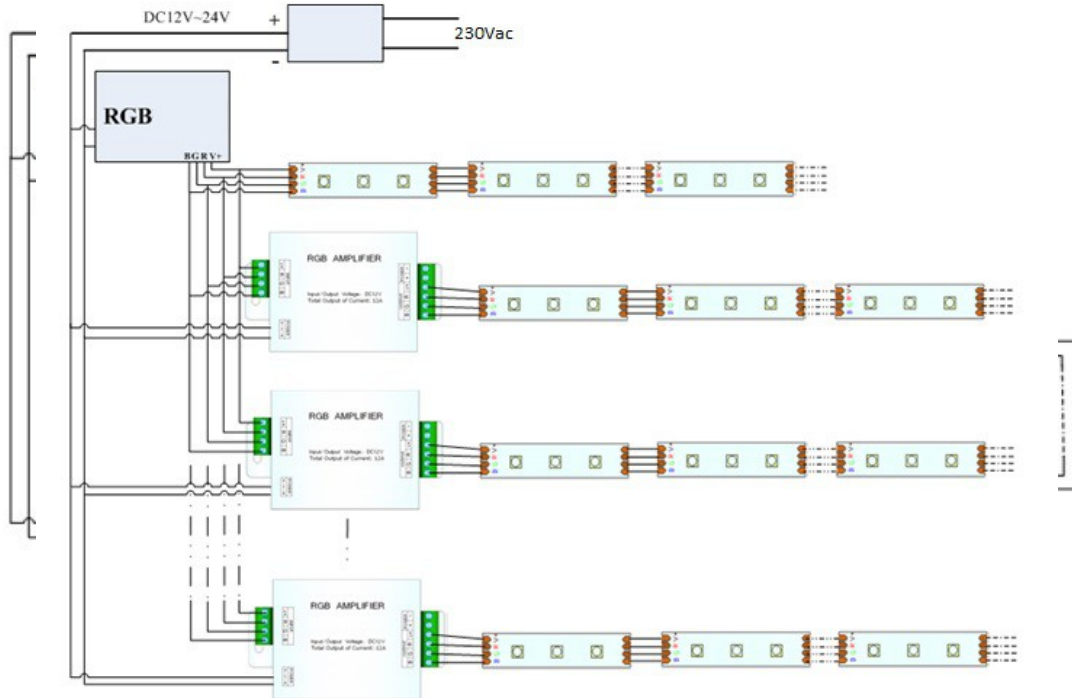 DC12V~24V
+
230Vac
-
RGB
B G R V+
RGB AMPLIFIER
Input/Output Voltage: DC12V
Total Output of Current: 12A
RGB AMPLIFIER
Input/Output Voltage: DC12V
Total Output of Current: 12A
RGB AMPLIFIER
Input/Output Voltage: DC12V
Total Output of Current: 12A